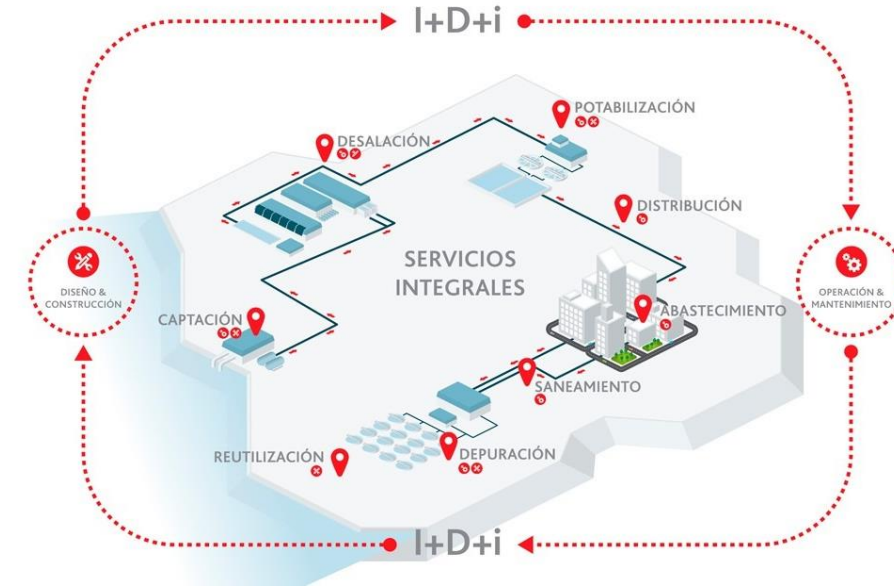 I+D+i
POTABILIZACIÓN
DESALACIÓN
DISTRIBUCIÓN
SERVICIOS
INTEGRALES
DISEÑO &
CONSTRUCCIÓN
OPERACIÓN &
MANTENIMIENTO
CAPTACIÓN
ABASTECIMIENTO
SANEAMIENTO
REUTILIZACIÓN
DEPURACIÓN
I+D+i